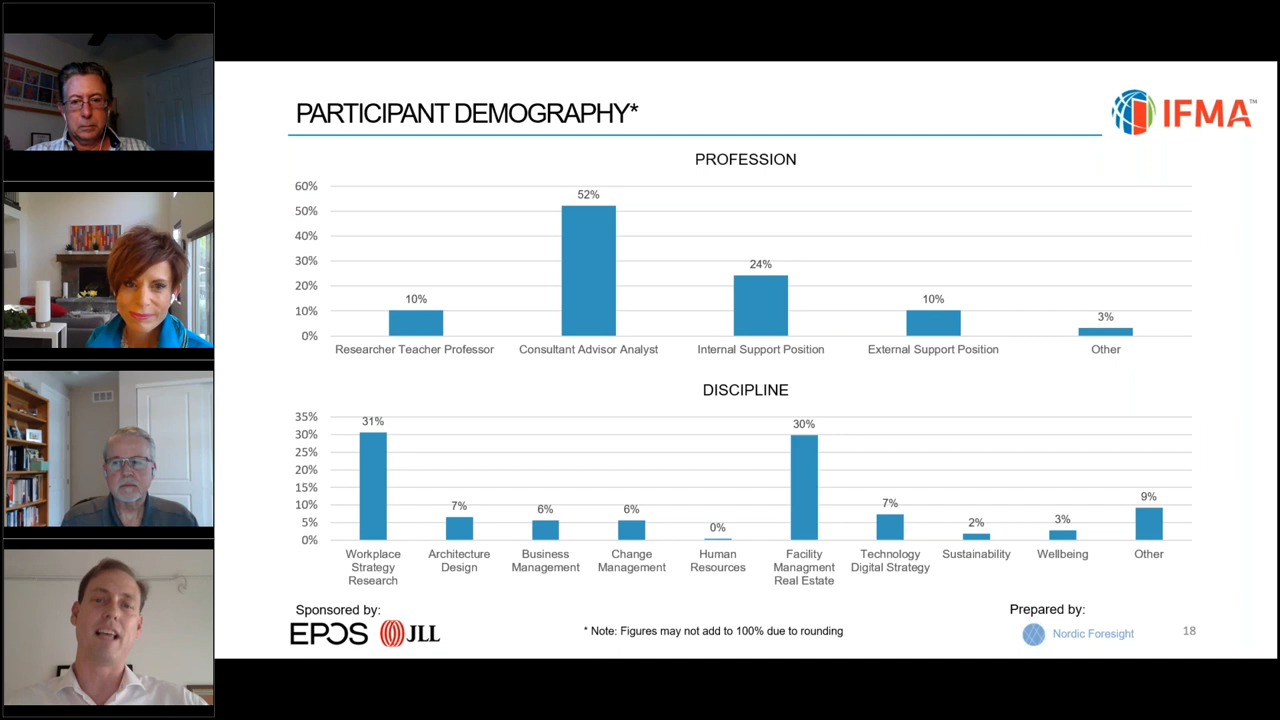 PARTICIPANT DEMOGRAPHY*
IFMA™
PROFESSION
60%
50%
40%
30%
20%
10%
0%
10%
52%
24%
10%
3%
Researcher Teacher Professor
Consultant Advisor Analyst
Internal Support Position
External Support Position
Other
DISCIPLINE
35%
30%
25%
20%
15%
10%
5%
0%
31%
7%
6%
6%
0%
30%
7%
2%
3%
9%
Workplace
Strategy
Research
Architecture
Design
Business
Management
Change
Management
Human
Resources
Facility
Managment
Real Estate
Technology
Digital Strategy
Sustainability
Wellbeing
Other
Sponsored by:
EPOS
JLL
* Note: Figures may not add to 100% due to rounding
Prepared by:
Nordic Foresight
18